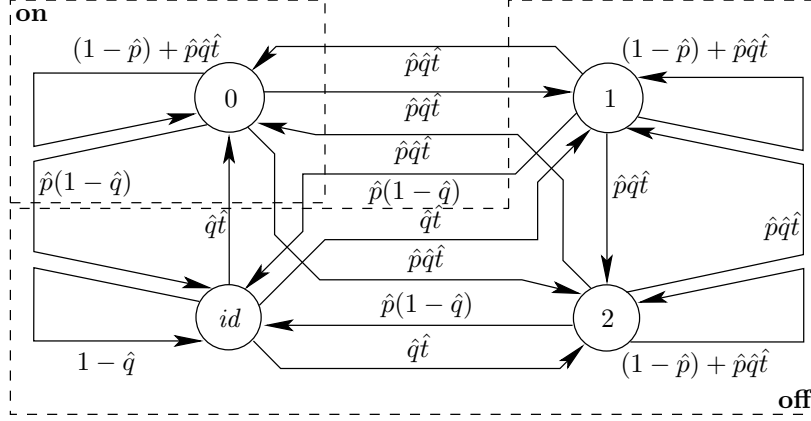 on
(1 − p̂) + p̂q̂t̂
p̂q̂t̂
(1 − p̂) + p̂q̂t̂
0
p̂q̂t̂
1
p̂q̂t̂
p̂(1 − q̂)
p̂(1 − q̂)
p̂q̂t̂
q̂t̂
q̂t̂
p̂q̂t̂
p̂q̂t̂
id
p̂(1 − q̂)
2
1 − q̂
q̂t̂
(1 − p̂) + p̂q̂t̂
off